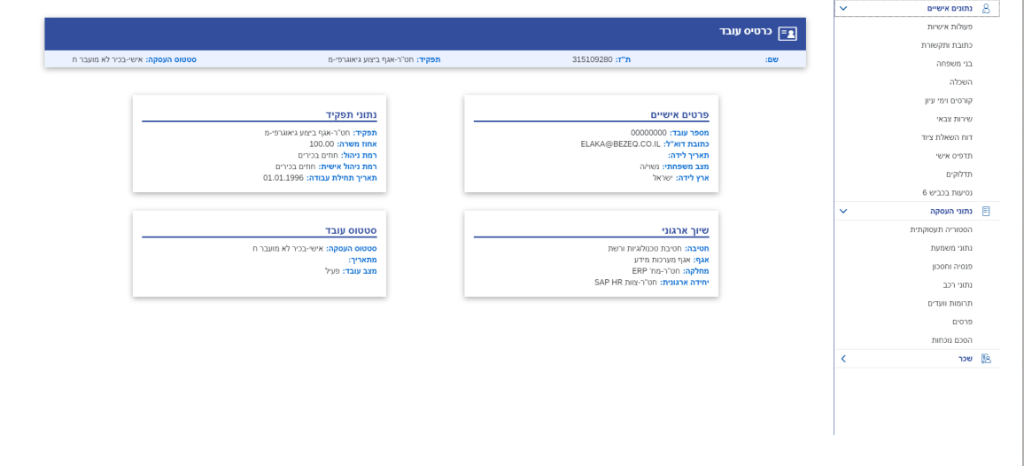 נתונים אישיים
פעולות אישיות
כתובת ותקשורת
בני משפחה
השכלה
קורסים וימי עיון
שירות צבאי
דוח השאלת ציוד
תדפיס אישי
תדלוקים
נסיעות בכביש 6
נתוני העסקה
הסטוריה תעסוקתית
נתוני משמעת
פנסיה וחסכון
נתוני רכב
תרומות וועדים
פרסים
הסכם נוכחות
שכר
כרטיס עובד
שם: ת"ז: 315109280 תפקיד: חט"ר-אגף ביצוע גיאוגרפי-מ סטטוס העסקה: אישי-בכיר לא מועבר ח
פרטים אישיים
מספר עובד: 00000000
כתובת דוא"ל: ELAKA@BEZEQ.CO.IL
תאריך לידה:
מצב משפחתי: נשוי/ה
ארץ לידה: ישראל
נתוני תפקיד
תפקיד: חט"ר-אגף ביצוע גיאוגרפי-מ
אחוז משרה: 100.00
רמת ניהול: חוזים בכירים
רמת ניהול אישית: חוזים בכירים
תאריך תחילת עבודה: 01.01.1996
שיוך ארגוני
חטיבה: חטיבת טכנולוגיות ורשת
אגף: אגף מערכות מידע
מחלקה: חט"ר-מח' ERP
יחידה ארגונית: חט"ר-צוות SAP HR
סטטוס עובד
סטטוס העסקה: אישי-בכיר לא מועבר ח
מתאריך:
מצב עובד: פעיל